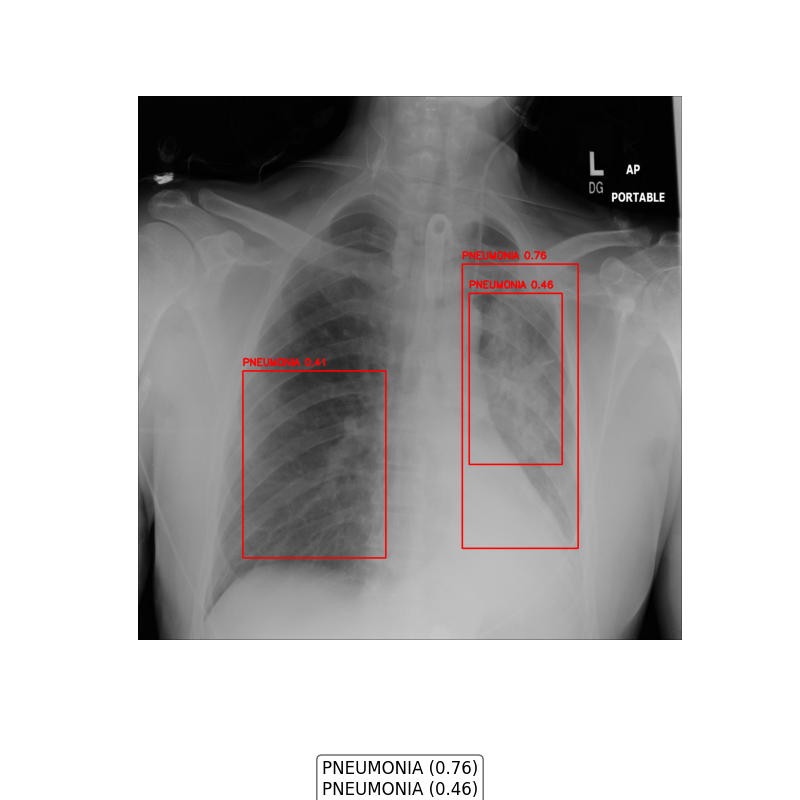 L
AP
DG
PORTABLE
PNEUMONIA 0.76
PNEUMONIA 0.46
PNEUMONIA 0.41
PNEUMONIA (0.76)
PNEUMONIA (0.46)